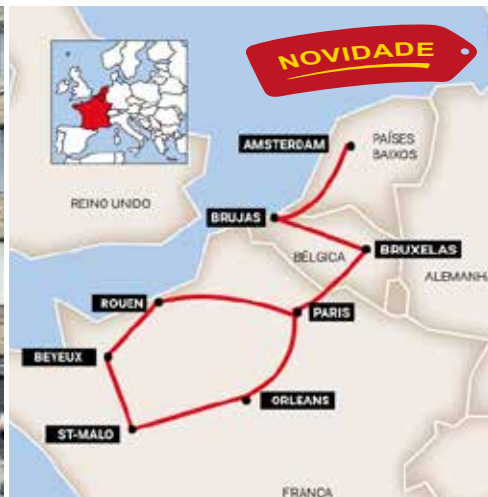 NOVIDADE
AMSTERDAM
PAÍSES
BAIXOS
REINO UNIDO
BRUJAS
BRUXELAS
BÉLGICA
ALEMANHA
ROUEN
PARIS
BEYEUX
ORLEANS
ST-MALO
FRANÇA